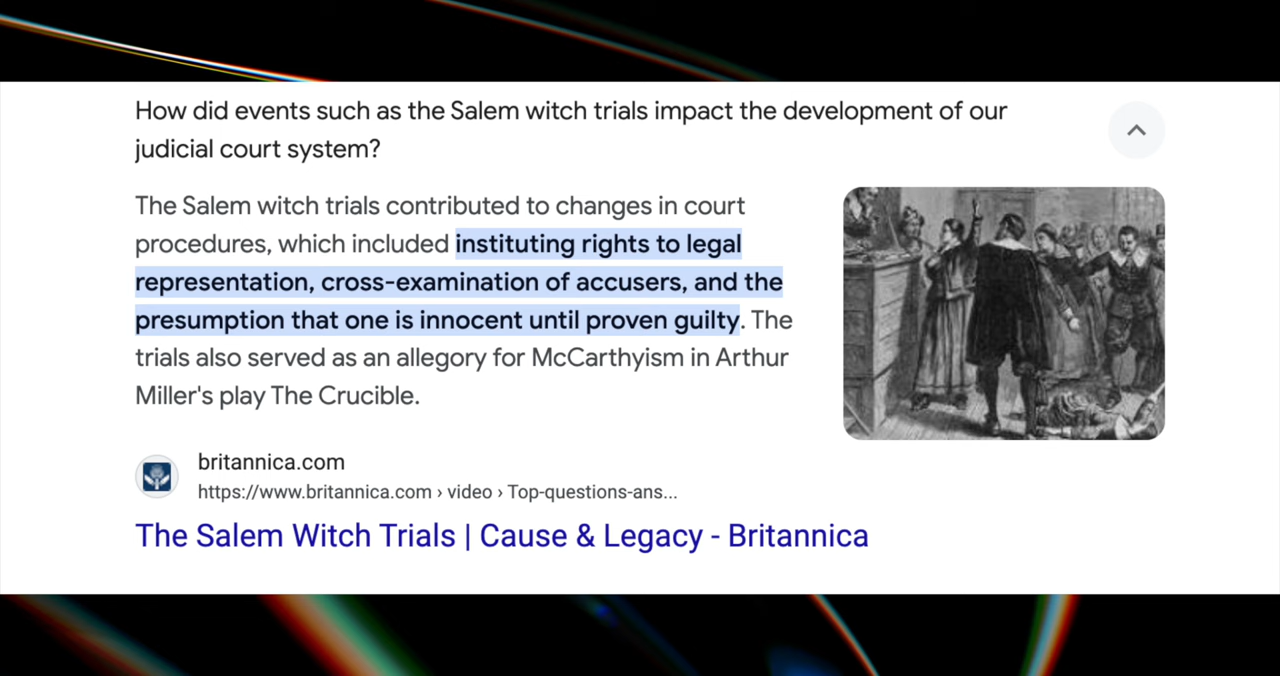 How did events such as the Salem witch trials impact the development of our
judicial court system?
The Salem witch trials contributed to changes in court
procedures, which included instituting rights to legal
representation, cross-examination of accusers, and the
presumption that one is innocent until proven guilty. The
trials also served as an allegory for McCarthyism in Arthur
Miller's play The Crucible.
britannica.com
https://www.britannica.com › video › Top-questions-ans...
The Salem Witch Trials | Cause & Legacy - Britannica